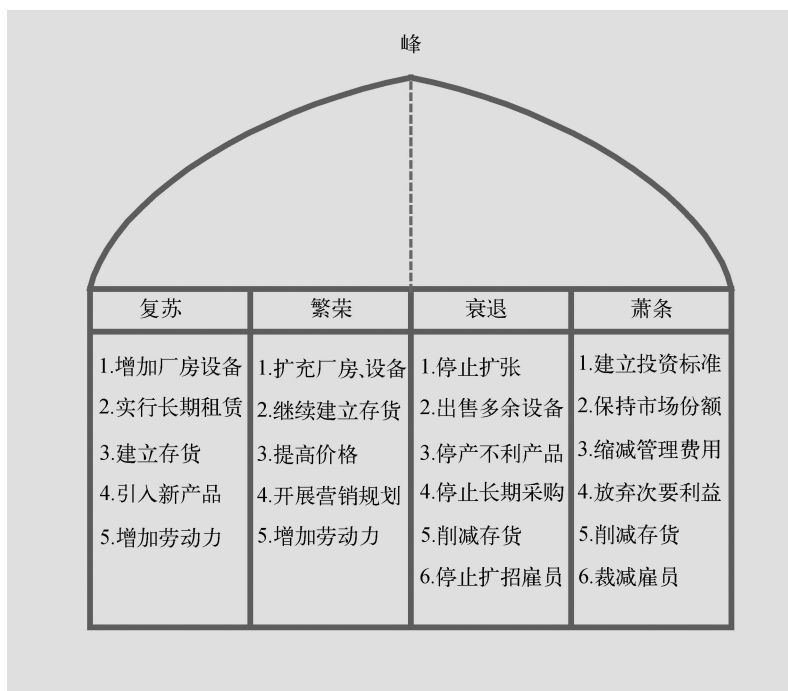 峰
复苏
1.增加厂房设备
2.实行长期租赁
3.建立存货
4.引入新产品
5.增加劳动力
繁荣
1.扩充厂房、设备
2.继续建立存货
3.提高价格
4.开展营销规划
5.增加劳动力
衰退
1.停止扩张
2.出售多余设备
3.停产不利产品
4.停止长期采购
5.削减存货
6.停止扩招雇员
萧条
1.建立投资标准
2.保持市场份额
3.缩减管理费用
4.放弃次要利益
5.削减存货
6.裁减雇员